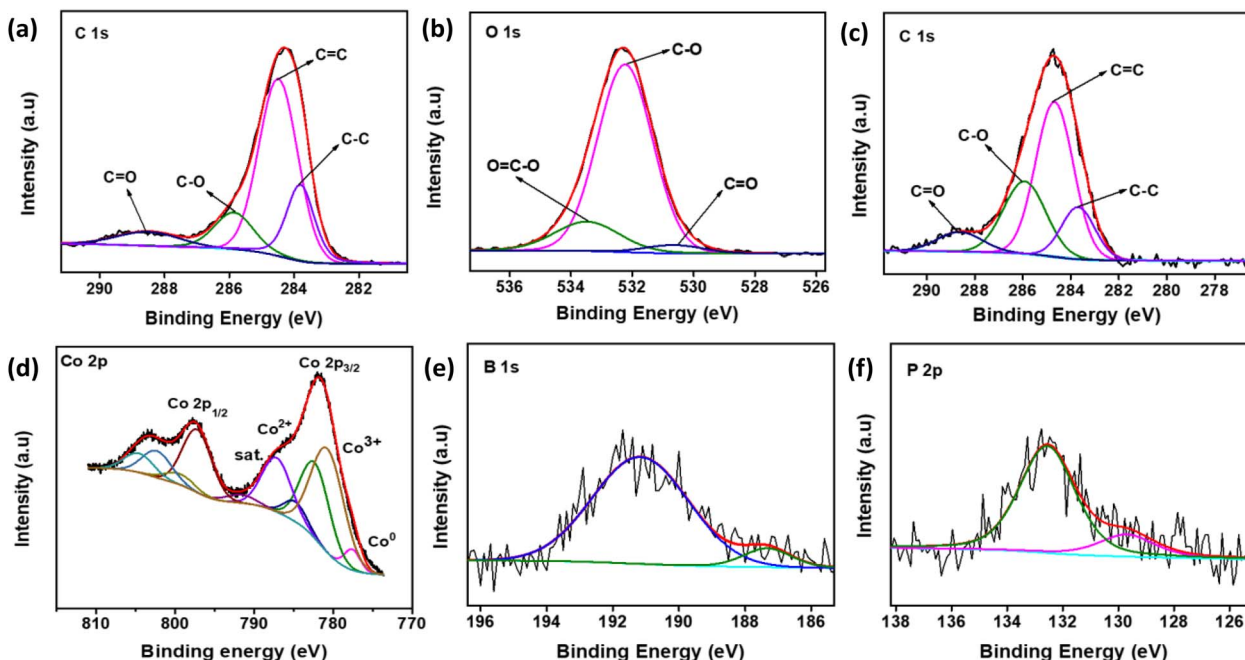 (a)
C 1s
C=C
C-C
C-O
C=O
Intensity (a.u)
290 288 286 284 282
Binding Energy (eV)
(b)
O 1s
C-O
O=C-O
C=O
Intensity (a.u)
536 534 532 530 528 526
Binding Energy (eV)
(c)
C 1s
C=C
C-O
C=O
C-C
Intensity (a.u)
290 288 286 284 282 280 278
Binding Energy (eV)
(d)
Co 2p
Co 2p3/2
Co 2p1/2
Co2+
sat.
Co3+
Co0
Intensity (a.u)
810 800 790 780 770
Binding energy (eV)
(e)
B 1s
Intensity (a.u)
196 194 192 190 188 186
Binding Energy (eV)
(f)
P 2p
Intensity (a.u)
138 136 134 132 130 128 126
Binding Energy (eV)